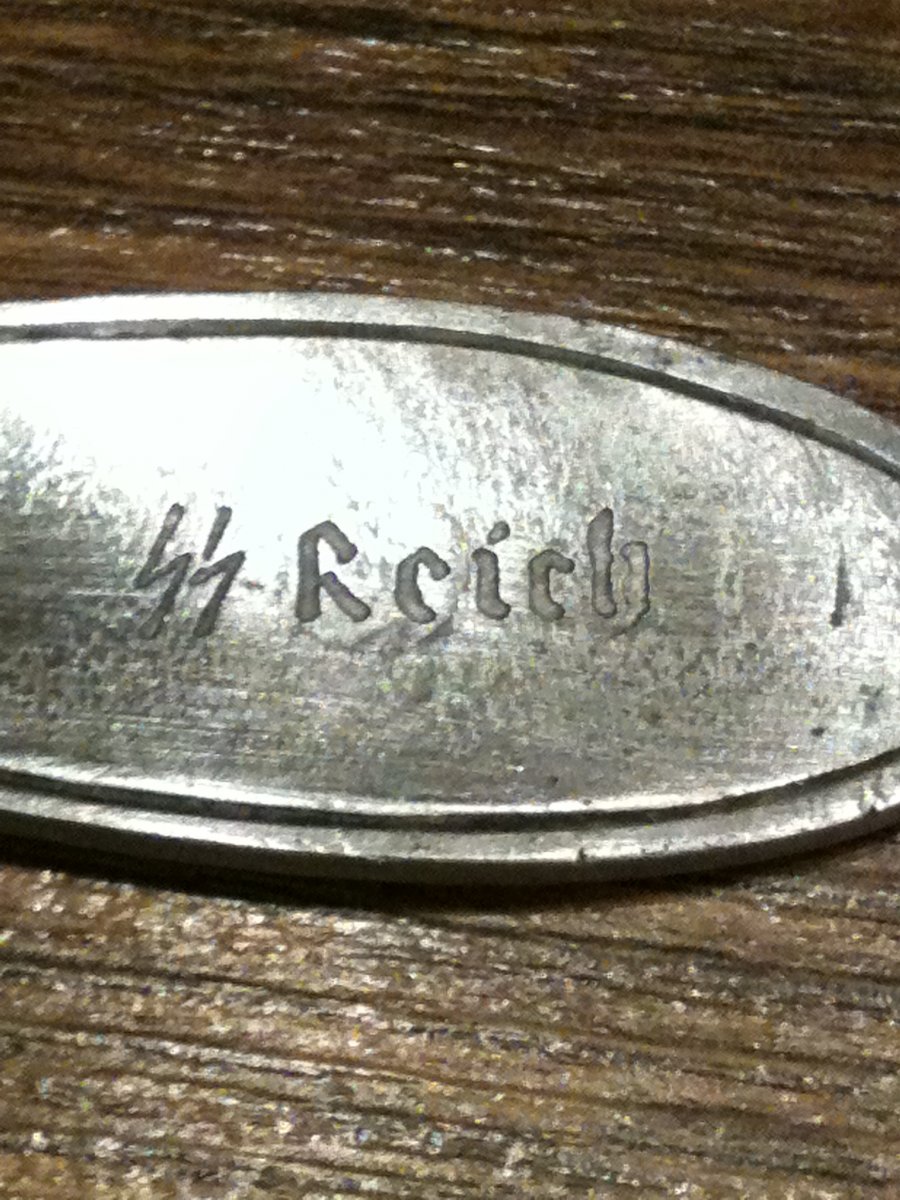 ᛋᛋ Reich